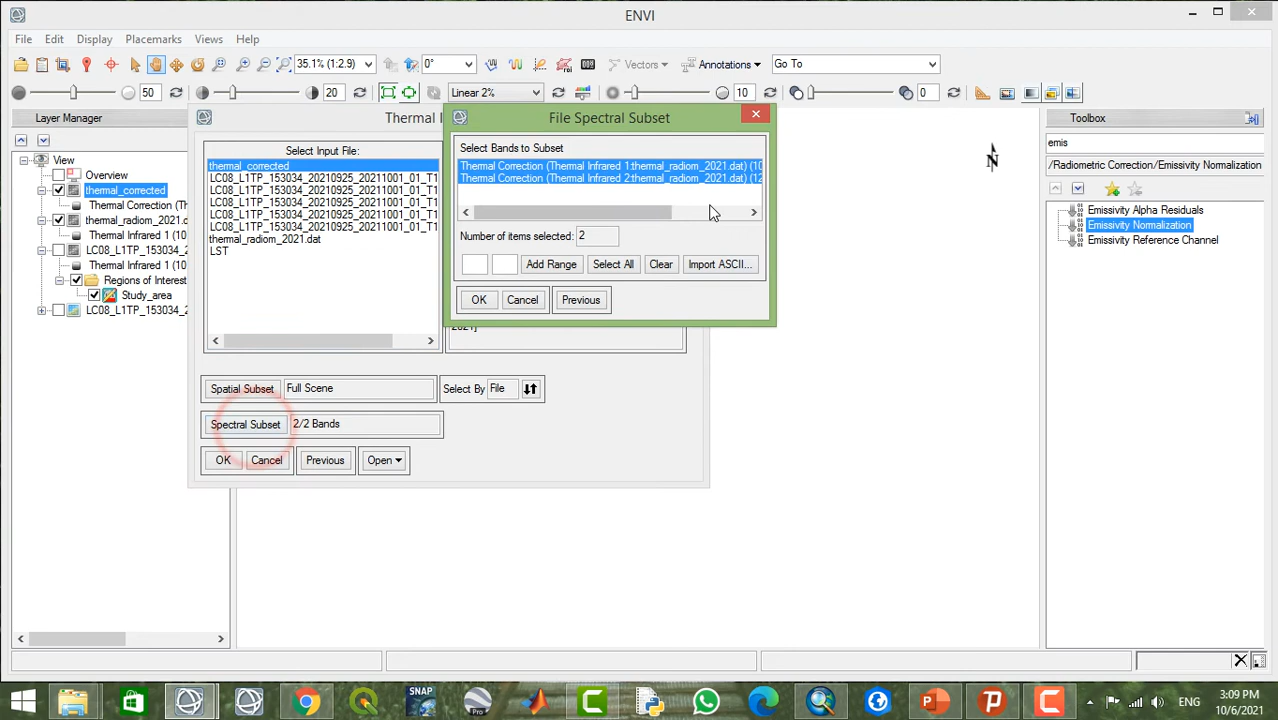 ENVI
File Edit Display Placemarks Views Help
35.1% (1:2.9) 0° Vectors Annotations Go To
50 20 Linear 2% 10 0
Layer Manager
View
Overview
thermal_corrected
Thermal Correction (Therma
thermal_radiom_2021.d
Thermal Infrared 1 (10
LC08_L1TP_153034_2
Thermal Infrared 1 (10
Regions of Interest
Study_area
LC08_L1TP_153034_2
Thermal I
Select Input File:
thermal_corrected
LC08_L1TP_153034_20210925_20211001_01_T1
LC08_L1TP_153034_20210925_20211001_01_T1
LC08_L1TP_153034_20210925_20211001_01_T1
LC08_L1TP_153034_20210925_20211001_01_T1
LC08_L1TP_153034_20210925_20211001_01_T1
thermal_radiom_2021.dat
LST
2021]
Spatial Subset Full Scene Select By File
Spectral Subset 2/2 Bands
OK Cancel Previous Open
File Spectral Subset
Select Bands to Subset
Thermal Correction (Thermal Infrared 1:thermal_radiom_2021.dat) (10
Thermal Correction (Thermal Infrared 2:thermal_radiom_2021.dat) (12
Number of items selected: 2
Add Range Select All Clear Import ASCII...
OK Cancel Previous
N
Toolbox
emis
/Radiometric Correction/Emissivity Normalization
Emissivity Alpha Residuals
Emissivity Normalization
Emissivity Reference Channel
SNAP
Pro
ENG
3:09 PM
10/6/2021